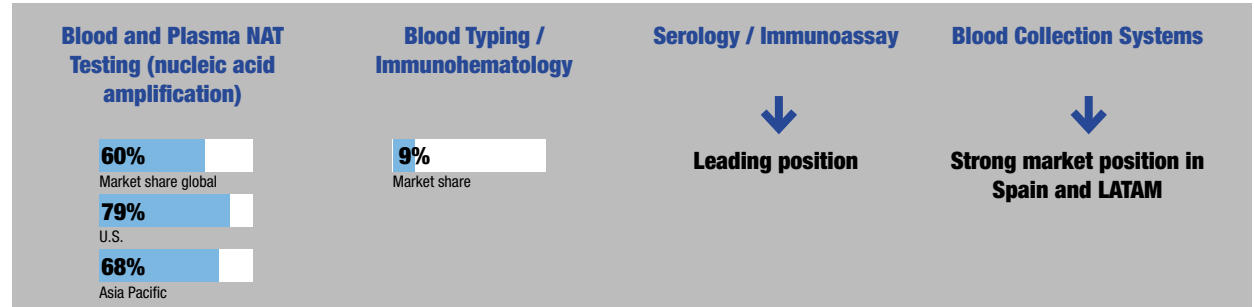 Blood and Plasma NAT
Testing (nucleic acid
amplification)
60%
Market share global
79%
U.S.
68%
Asia Pacific
Blood Typing /
Immunohematology
9%
Market share
Serology / Immunoassay
Leading position
Blood Collection Systems
Strong market position in
Spain and LATAM